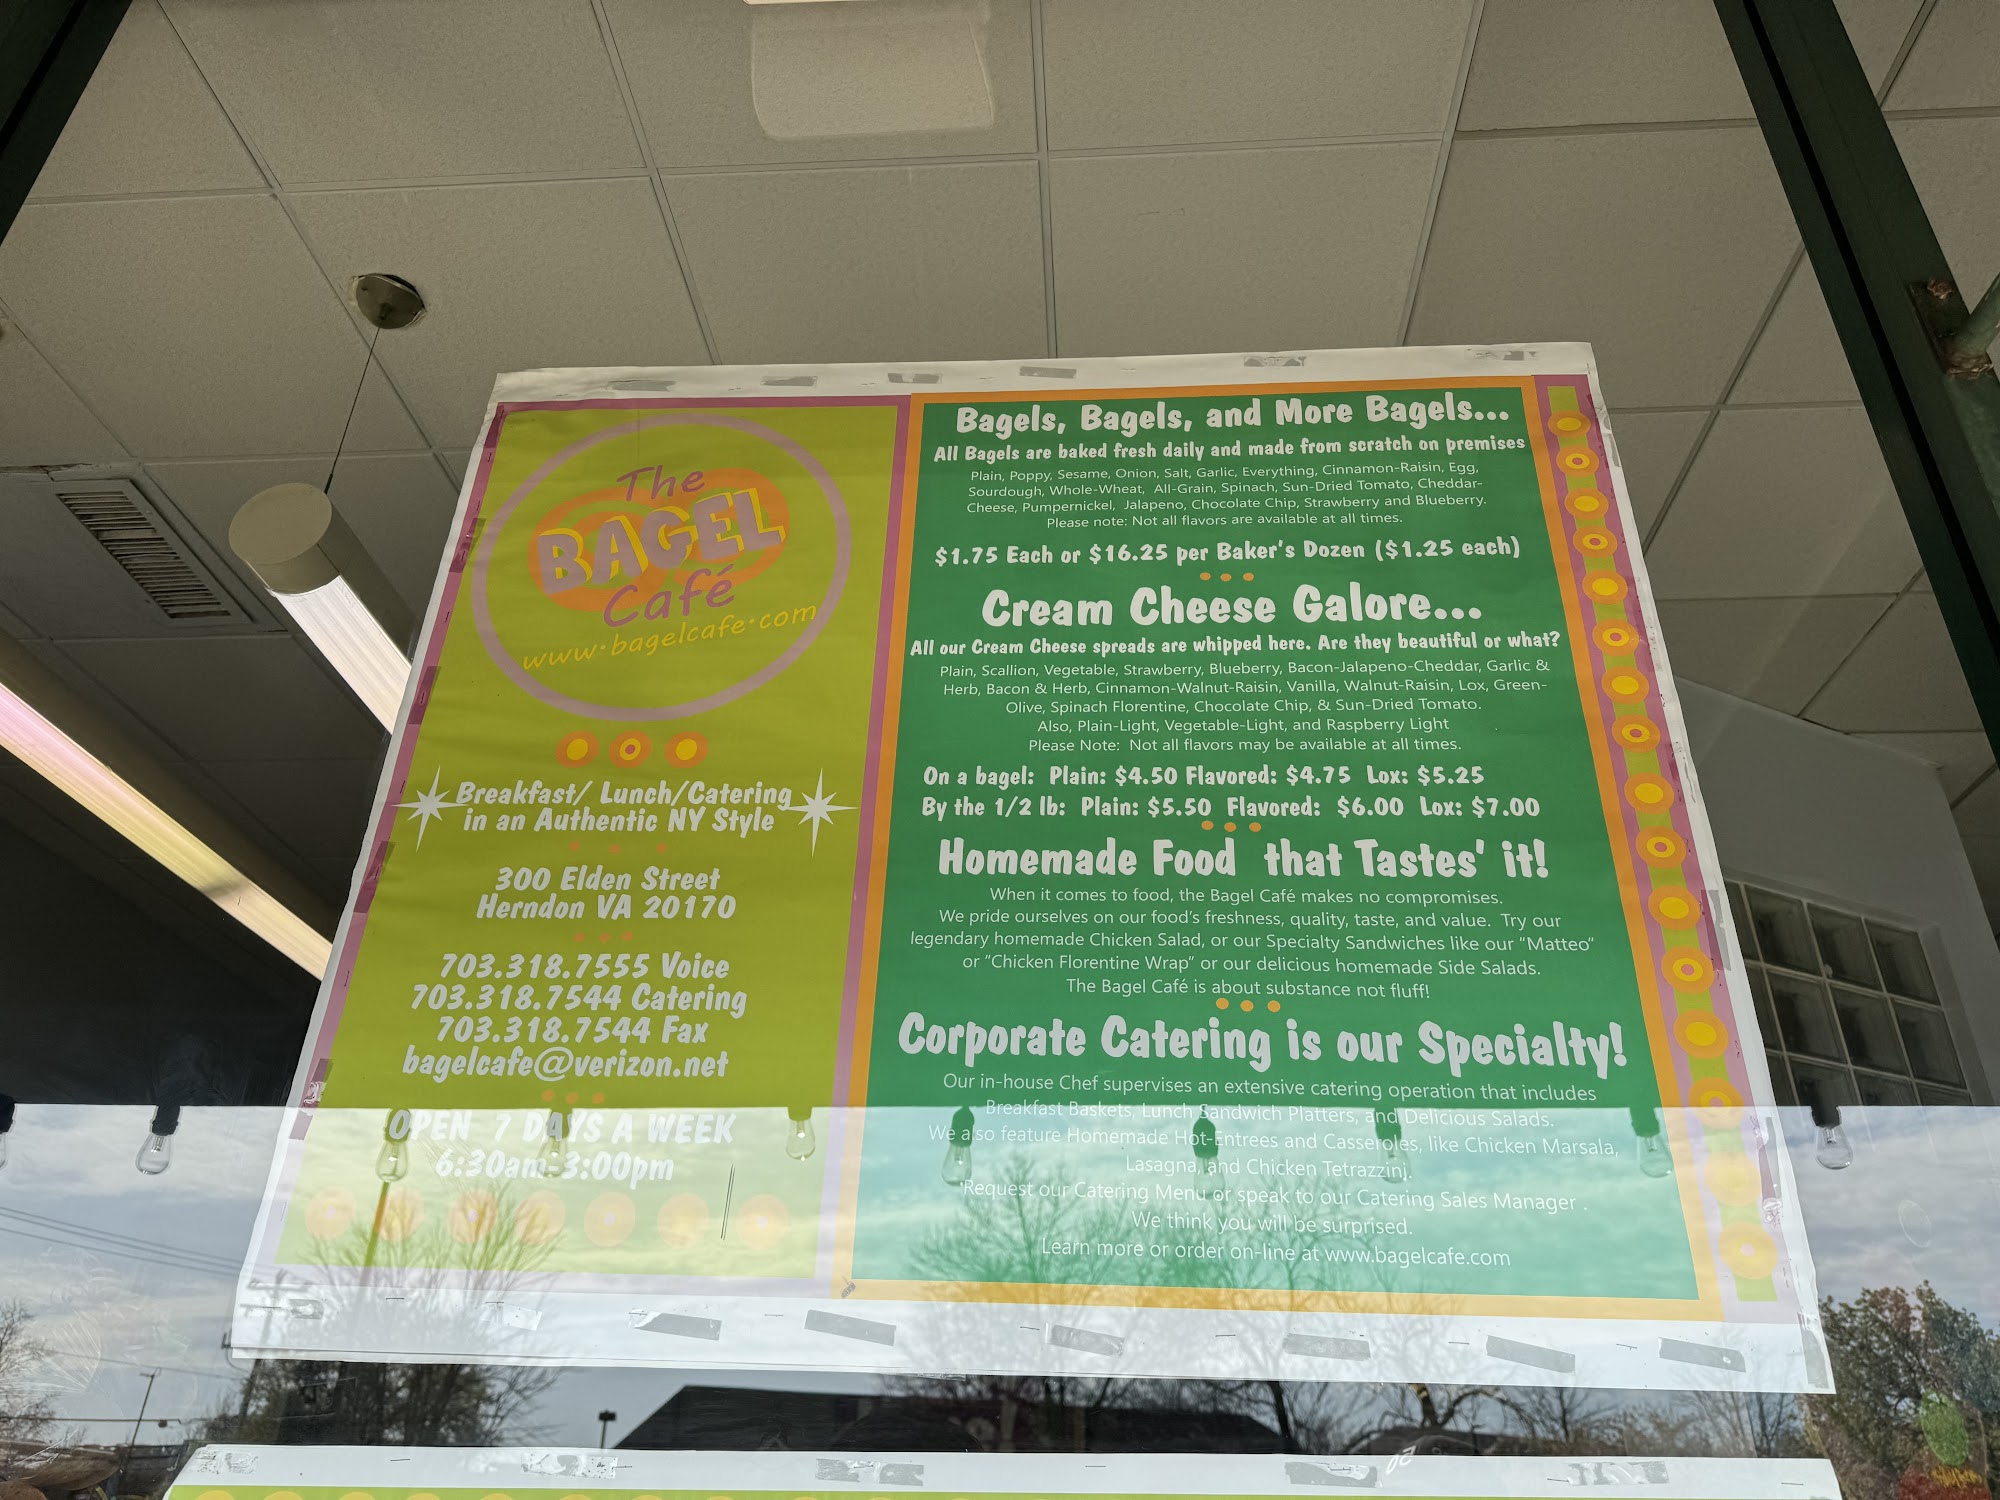 The
BAGEL
Café
www.bagelcafe.com
Breakfast/ Lunch/Catering
in an Authentic NY Style
300 Elden Street
Herndon VA 20170
703.318.7555 Voice
703.318.7544 Catering
703.318.7544 Fax
bagelcafe@verizon.net
OPEN 7 DAYS A WEEK
6:30am-3:00pm
Bagels, Bagels, and More Bagels...
All Bagels are baked fresh daily and made from scratch on premises
Plain, Poppy, Sesame, Onion, Salt, Garlic, Everything, Cinnamon-Raisin, Egg,
Sourdough, Whole-Wheat, All-Grain, Spinach, Sun-Dried Tomato, Cheddar-
Cheese, Pumpernickel, Jalapeno, Chocolate Chip, Strawberry and Blueberry.
Please note: Not all flavors are available at all times.
$1.75 Each or $16.25 per Baker's Dozen ($1.25 each)
Cream Cheese Galore...
All our Cream Cheese spreads are whipped here. Are they beautiful or what?
Plain, Scallion, Vegetable, Strawberry, Blueberry, Bacon-Jalapeno-Cheddar, Garlic &
Herb, Bacon & Herb, Cinnamon-Walnut-Raisin, Vanilla, Walnut-Raisin, Lox, Green-
Olive, Spinach Florentine, Chocolate Chip, & Sun-Dried Tomato.
Also, Plain-Light, Vegetable-Light, and Raspberry Light
Please Note: Not all flavors may be available at all times.
On a bagel: Plain: $4.50 Flavored: $4.75 Lox: $5.25
By the 1/2 lb: Plain: $5.50 Flavored: $6.00 Lox: $7.00
Homemade Food that Tastes' it!
When it comes to food, the Bagel Café makes no compromises.
We pride ourselves on our food's freshness, quality, taste, and value. Try our
legendary homemade Chicken Salad, or our Specialty Sandwiches like our "Matteo"
or "Chicken Florentine Wrap" or our delicious homemade Side Salads.
The Bagel Café is about substance not fluff!
Corporate Catering is our Specialty!
Our in-house Chef supervises an extensive catering operation that includes
Breakfast Baskets, Lunch Sandwich Platters, and Delicious Salads.
We also feature Homemade Hot-Entrees and Casseroles, like Chicken Marsala,
Lasagna, and Chicken Tetrazzini.
Request our Catering Menu or speak to our Catering Sales Manager .
We think you will be surprised.
Learn more or order on-line at www.bagelcafe.com